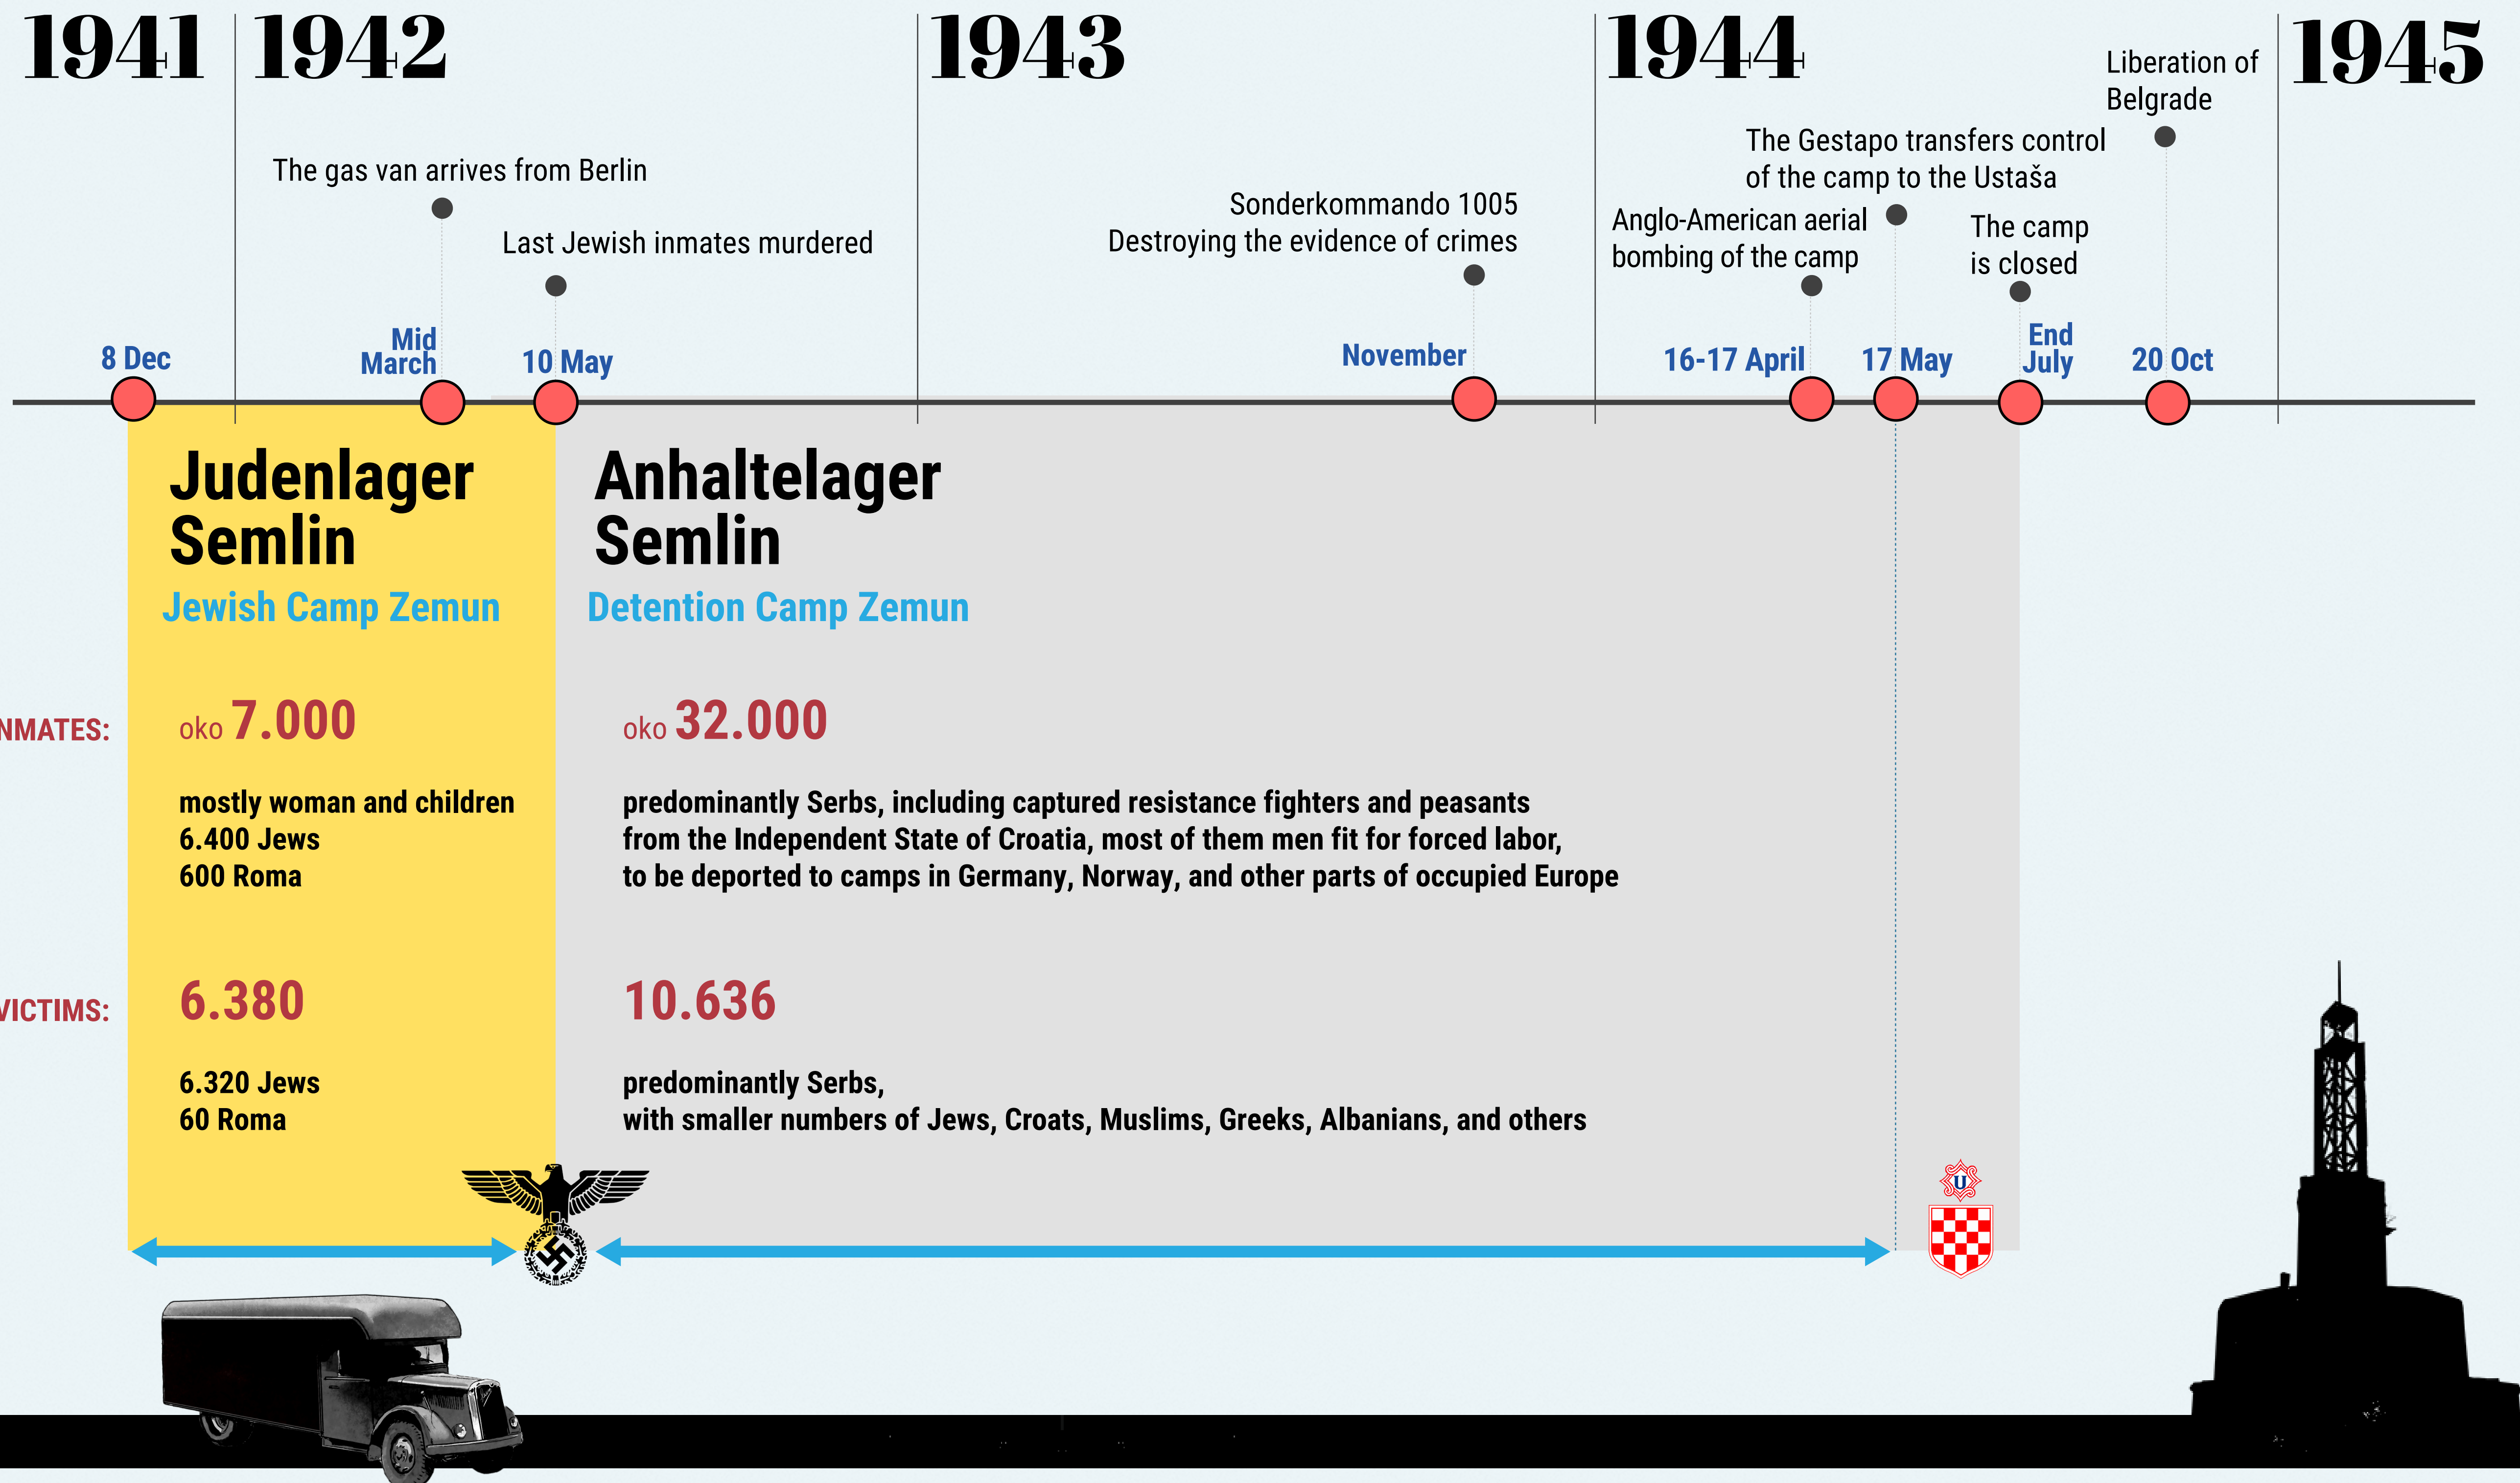 1941
1942
1943
1944
1945
Liberation of
Belgrade
The Gestapo transfers control
of the camp to the Ustaša
The gas van arrives from Berlin
Sonderkommando 1005
Destroying the evidence of crimes
Anglo-American aerial
bombing of the camp
The camp
is closed
Last Jewish inmates murdered
8 Dec
Mid
March
10 May
November
16-17 April
17 May
End
July
20 Oct
Judenlager
Semlin
Jewish Camp Zemun
Anhaltelager
Semlin
Detention Camp Zemun
NMATES:
oko 7.000
oko 32.000
mostly woman and children
6.400 Jews
600 Roma
predominantly Serbs, including captured resistance fighters and peasants
from the Independent State of Croatia, most of them men fit for forced labor,
to be deported to camps in Germany, Norway, and other parts of occupied Europe
VICTIMS:
6.380
10.636
6.320 Jews
60 Roma
predominantly Serbs,
with smaller numbers of Jews, Croats, Muslims, Greeks, Albanians, and others
U